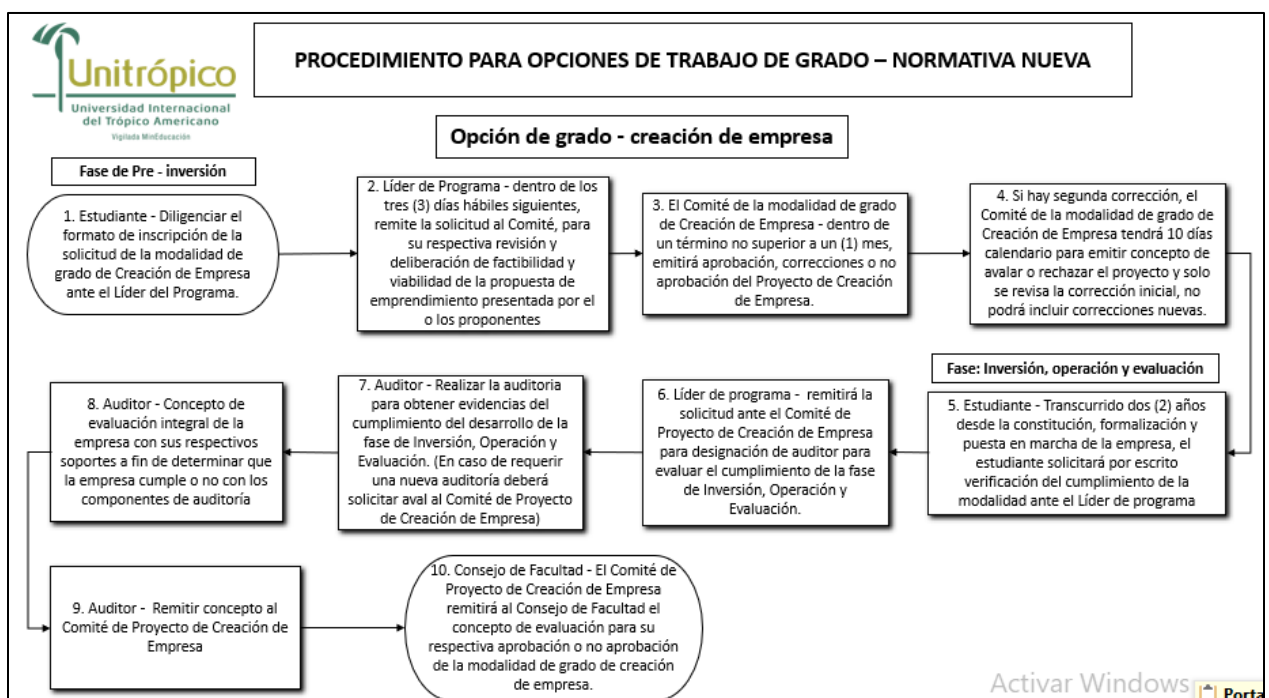 Unitrópico
Universidad Internacional
del Trópico Americano
Vigilada MinEducación
PROCEDIMIENTO PARA OPCIONES DE TRABAJO DE GRADO – NORMATIVA NUEVA
Opción de grado - creación de empresa
Fase de Pre - inversión
1. Estudiante - Diligenciar el
formato de inscripción de la
solicitud de la modalidad de
grado de Creación de Empresa
ante el Líder del Programa.
2. Líder de Programa - dentro de los
tres (3) días hábiles siguientes,
remite la solicitud al Comité, para
su respectiva revisión y
deliberación de factibilidad y
viabilidad de la propuesta de
emprendimiento presentada por el
o los proponentes
3. El Comité de la modalidad de grado
de Creación de Empresa - dentro de
un término no superior a un (1) mes,
emitirá aprobación, correcciones o no
aprobación del Proyecto de Creación
de Empresa.
4. Si hay segunda corrección, el
Comité de la modalidad de grado de
Creación de Empresa tendrá 10 días
calendario para emitir concepto de
avalar o rechazar el proyecto y solo
se revisa la corrección inicial, no
podrá incluir correcciones nuevas.
Fase: Inversión, operación y evaluación
5. Estudiante - Transcurrido dos (2) años
desde la constitución, formalización y
puesta en marcha de la empresa, el
estudiante solicitará por escrito
verificación del cumplimiento de la
modalidad ante el Líder de programa
6. Líder de programa - remitirá la
solicitud ante el Comité de
Proyecto de Creación de Empresa
para designación de auditor para
evaluar el cumplimiento de la fase
de Inversión, Operación y
Evaluación.
7. Auditor - Realizar la auditoria
para obtener evidencias del
cumplimiento del desarrollo de la
fase de Inversión, Operación y
Evaluación. (En caso de requerir
una nueva auditoría deberá
solicitar aval al Comité de Proyecto
de Creación de Empresa)
8. Auditor - Concepto de
evaluación integral de la
empresa con sus respectivos
soportes a fin de determinar que
la empresa cumple o no con los
componentes de auditoría
9. Auditor - Remitir concepto al
Comité de Proyecto de Creación de
Empresa
10. Consejo de Facultad - El Comité de
Proyecto de Creación de Empresa
remitirá al Consejo de Facultad el
concepto de evaluación para su
respectiva aprobación o no aprobación
de la modalidad de grado de creación
de empresa.
Activar Windows
Porta